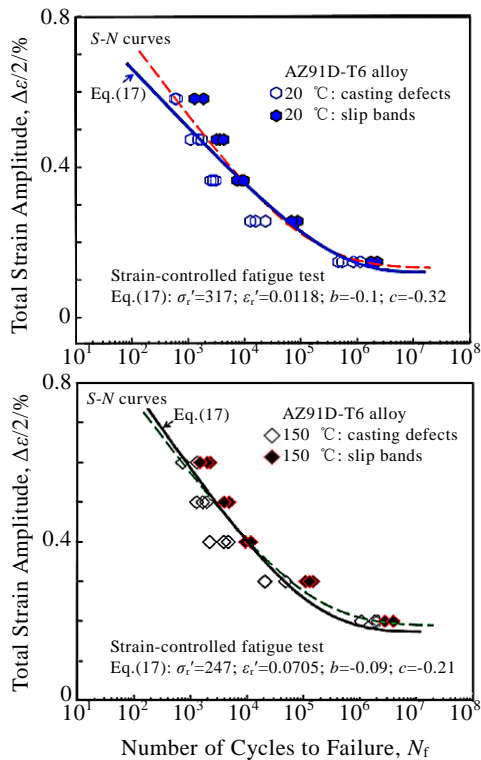 0.8
S-N curves
Eq.(17)
AZ91D-T6 alloy
20 ℃: casting defects
20 ℃: slip bands
0.4
Total Strain Amplitude, Δε/2/%
Strain-controlled fatigue test
Eq.(17): σr′=317; εr′=0.0118; b=-0.1; c=-0.32
0
10¹ 10² 10³ 10⁴ 10⁵ 10⁶ 10⁷ 10⁸
0.8
S-N curves
Eq.(17)
AZ91D-T6 alloy
150 ℃: casting defects
150 ℃: slip bands
0.4
Total Strain Amplitude, Δε/2/%
Strain-controlled fatigue test
Eq.(17): σr′=247; εr′=0.0705; b=-0.09; c=-0.21
0
10¹ 10² 10³ 10⁴ 10⁵ 10⁶ 10⁷ 10⁸
Number of Cycles to Failure, Nf